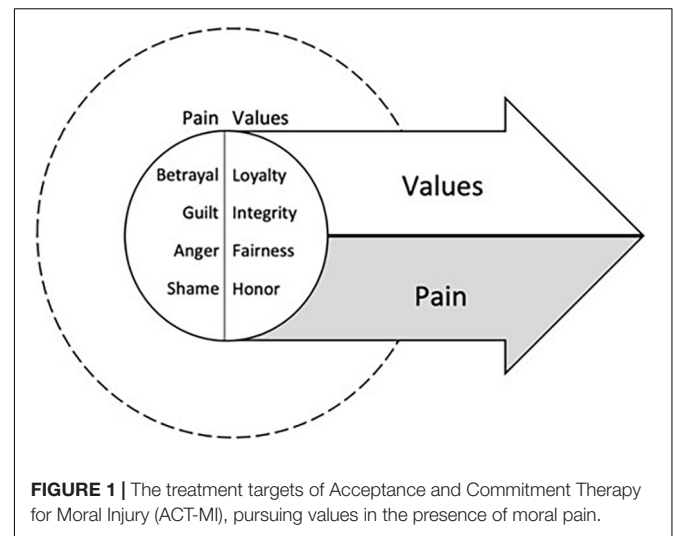 Pain Values
Betrayal Loyalty
Guilt Integrity
Anger Fairness
Shame Honor
Values
Pain
FIGURE 1 | The treatment targets of Acceptance and Commitment Therapy
for Moral Injury (ACT-MI), pursuing values in the presence of moral pain.